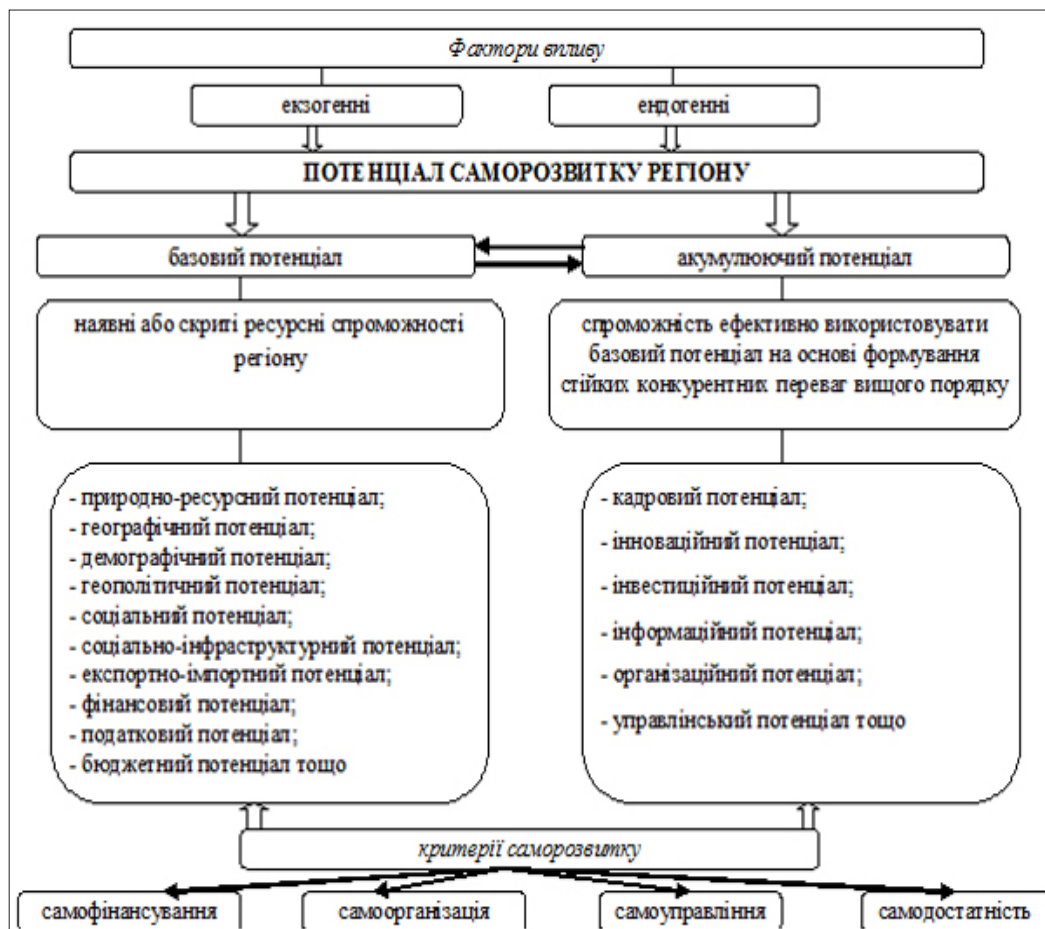 Фактори впливу
екзогенні
ендогенні
ПОТЕНЦІАЛ САМОРОЗВИТКУ РЕГІОНУ
базовий потенціал
акумулюючий потенціал
наявні або скриті ресурсні спроможності
регіону
спроможність ефективно використовувати
базовий потенціал на основі формування
стійких конкурентних переваг вищого порядку
- природно-ресурсний потенціал;
- географічний потенціал;
- демографічний потенціал;
- геополітичний потенціал;
- соціальний потенціал;
- соціально-інфраструктурний потенціал;
- експортно-імпортний потенціал;
- фінансовий потенціал;
- податковий потенціал;
- бюджетний потенціал тощо
- кадровий потенціал;
- інноваційний потенціал;
- інвестиційний потенціал;
- інформаційний потенціал;
- організаційний потенціал;
- управлінський потенціал тощо
критерії саморозвитку
самофінансування
самоорганізація
самоуправління
самодостатність